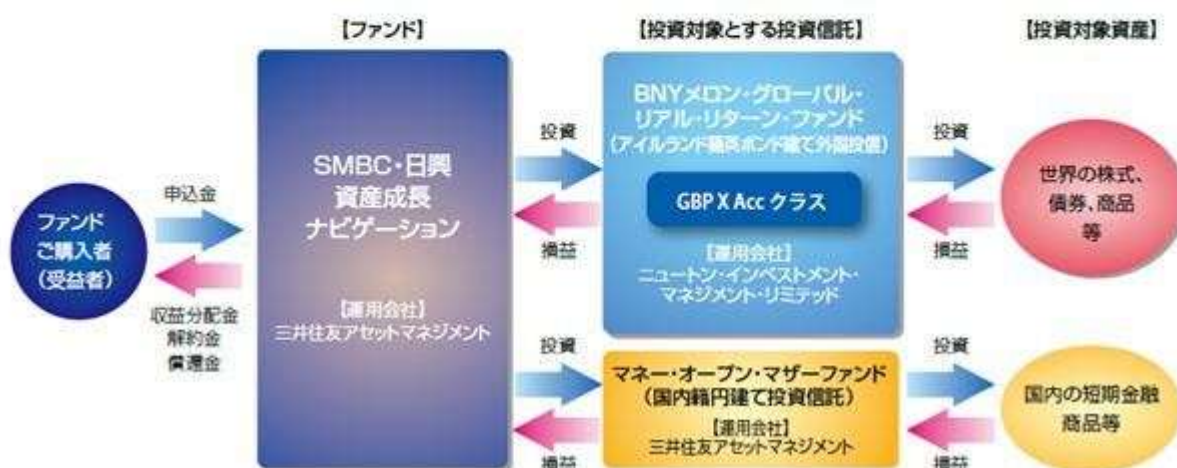 【ファンド】
【投資対象とする投資信託】
【投資対象資産】
ファンド
ご購入者
(受益者)
申込金
収益分配金
解約金
償還金
SMBC・日興
資産成長
ナビゲーション
【運用会社】
三井住友アセットマネジメント
投資
損益
BNYメロン・グローバル・
リアル・リターン・ファンド
(アイルランド籍英ポンド建て外国投信)
GBP X Acc クラス
【運用会社】
ニュートン・インベストメント・
マネジメント・リミテッド
投資
損益
世界の株式、
債券、商品
等
投資
損益
マネー・オープン・マザーファンド
(国内籍円建て投資信託)
【運用会社】
三井住友アセットマネジメント
投資
損益
国内の短期金融
商品等